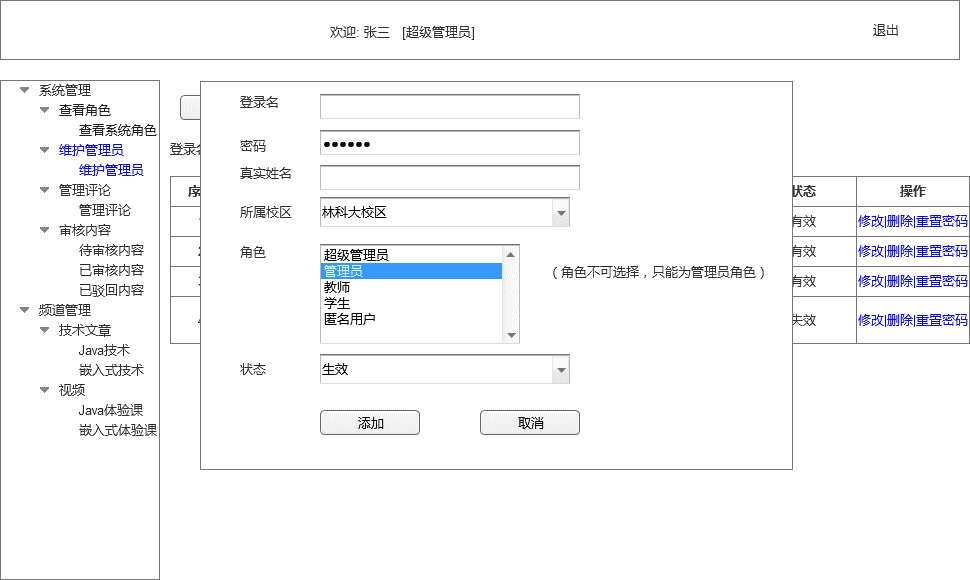 欢迎: 张三 [超级管理员]
退出
系统管理
查看角色
查看系统角色
维护管理员
维护管理员
管理评论
管理评论
审核内容
待审核内容
已审核内容
已驳回内容
频道管理
技术文章
Java技术
嵌入式技术
视频
Java体验课
嵌入式体验课
登录名
密码
●●●●●●
真实姓名
所属校区 林科大校区
角色
超级管理员
管理员
教师
学生
匿名用户
（角色不可选择，只能为管理员角色）
状态 生效
添加 取消
登录
状态 操作
有效 修改|删除|重置密码
有效 修改|删除|重置密码
有效 修改|删除|重置密码
失效 修改|删除|重置密码